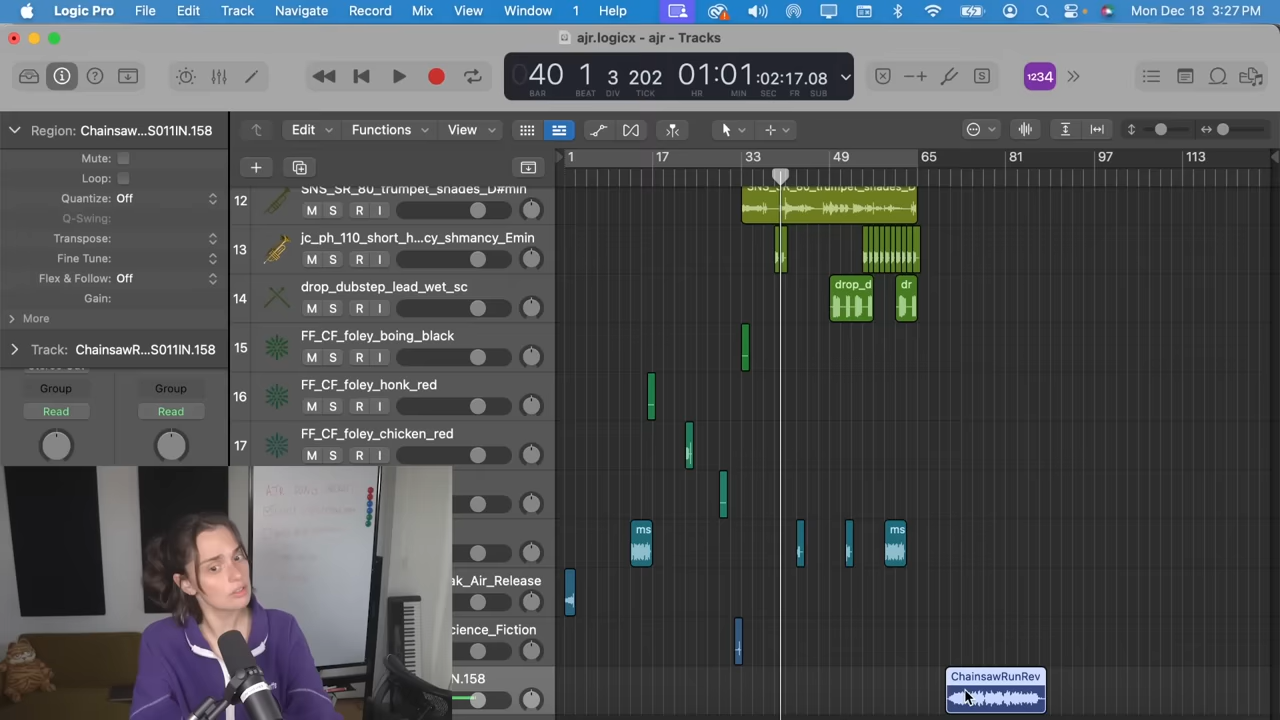 Logic Pro File Edit Track Navigate Record Mix View Window 1 Help Mon Dec 18 3:27 PM
ajr.logicx - ajr - Tracks
40 1 3 202 01:01:02:17.08
BAR BEAT DIV TICK HR MIN SEC FR SUB
1234
Region: Chainsaw...S011IN.158
Edit Functions View
Mute:
Loop:
Quantize: Off
Q-Swing:
Transpose:
Fine Tune:
Flex & Follow: Off
Gain:
More
Track: ChainsawR...S011IN.158
Group Group
Read Read
1 17 33 49 65 81 97 113
12 SNS_SR_80_trumpet_shades_D#min
M S R I
SNS_SR_80_trumpet_shades_D
13 jc_ph_110_short_h...cy_shmancy_Emin
M S R I
14 drop_dubstep_lead_wet_sc
M S R I
drop_d dr
15 FF_CF_foley_boing_black
M S R I
16 FF_CF_foley_honk_red
M S R I
17 FF_CF_foley_chicken_red
M S R I
ms ms
ak_Air_Release
cience_Fiction
N.158
ChainsawRunRev